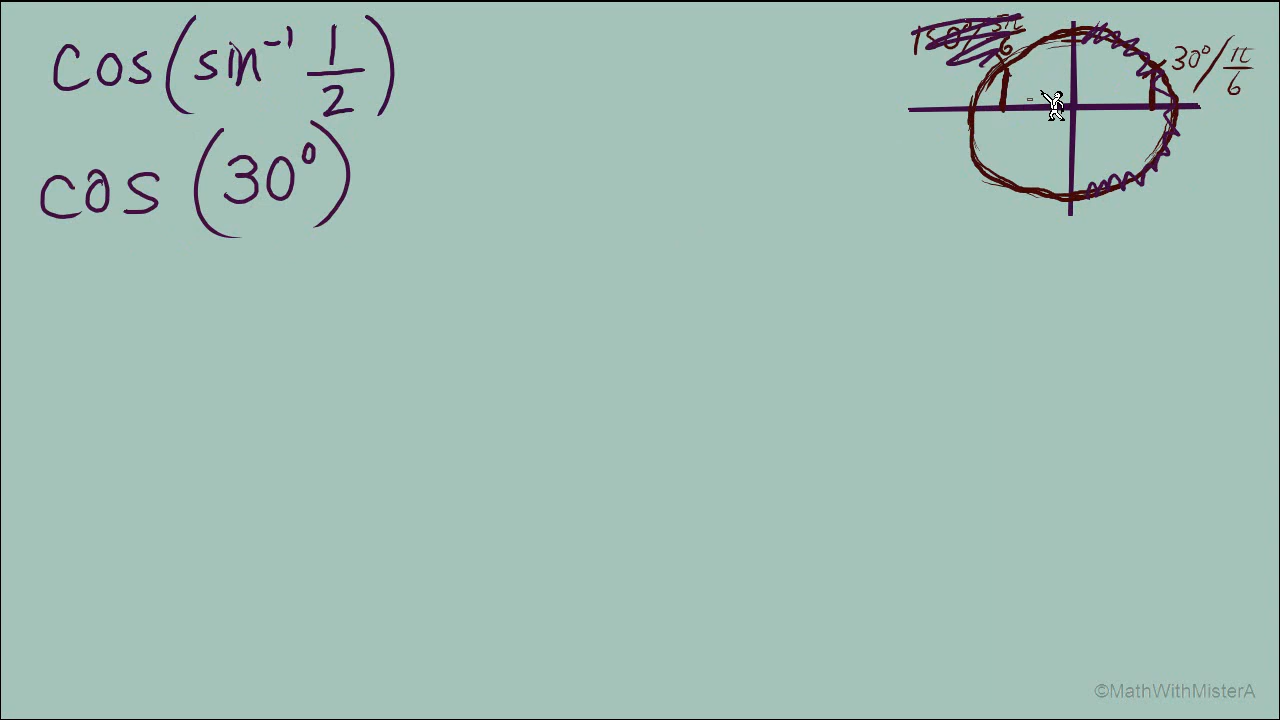 cos(sin⁻¹ 1/2)
cos (30°)
30°/π/6
©MathWithMisterA